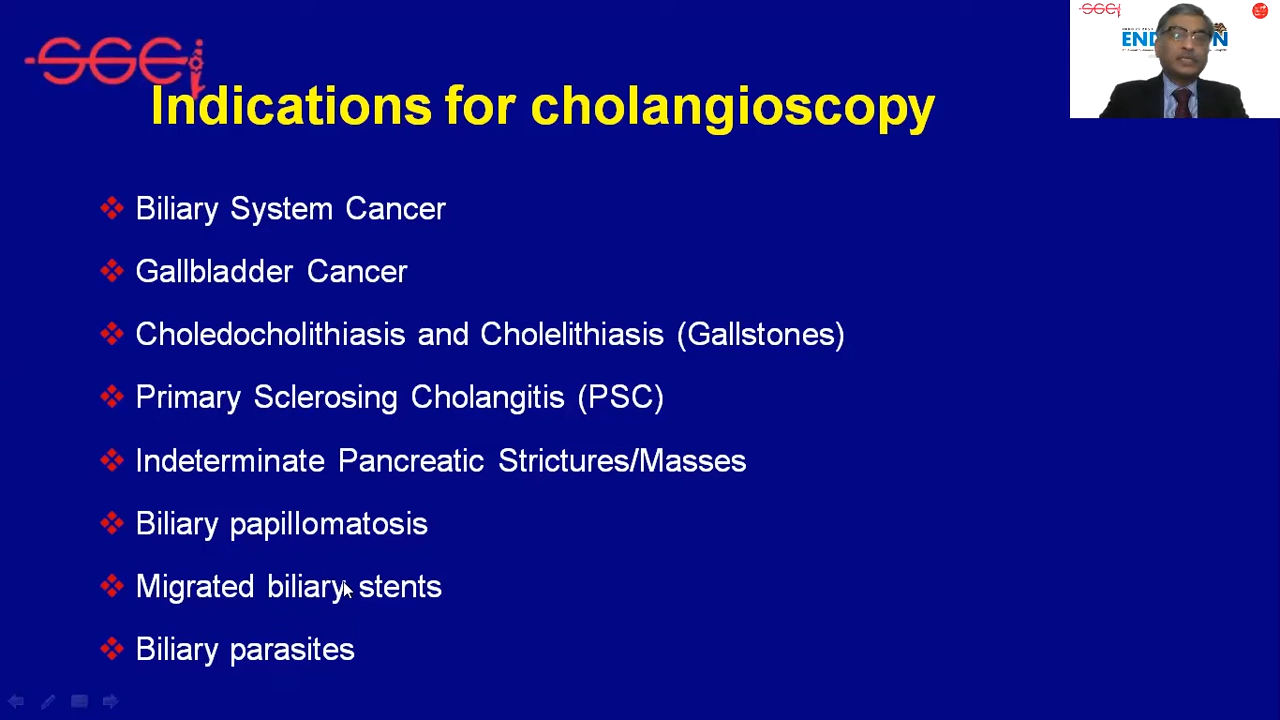 SGEi
Indications for cholangioscopy
Biliary System Cancer
Gallbladder Cancer
Choledocholithiasis and Cholelithiasis (Gallstones)
Primary Sclerosing Cholangitis (PSC)
Indeterminate Pancreatic Strictures/Masses
Biliary papillomatosis
Migrated biliary stents
Biliary parasites
SGEi